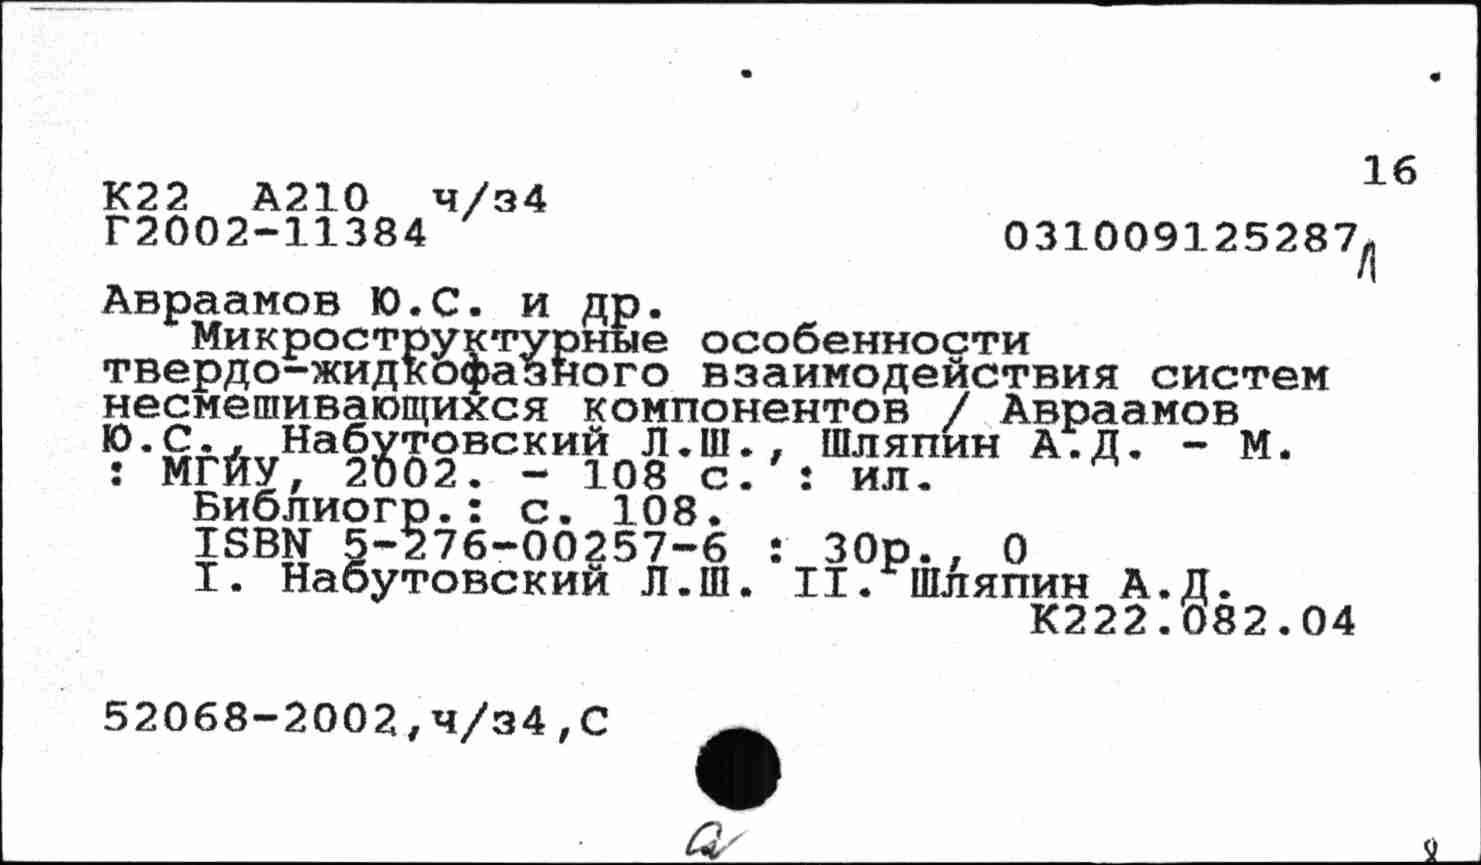 16
К22 А210 ч/з4
Г2002-11384 031009125287
Авраамов Ю.С. и др.
Микроструктурные особенности
твердо-жидкофазного взаимодействия систем
несмешивающихся компонентов / Авраамов
Ю.С., Набутовский Л.Ш., Шляпин А.Д. - М.
: МГИУ, 2002. - 108 с. : ил.
Библиогр.: с. 108.
ISBN 5-276-00257-6 : 30р., 0
I. Набутовский Л.Ш. II. Шляпин А.Д.
К222.082.04
52068-2002,ч/з4,С